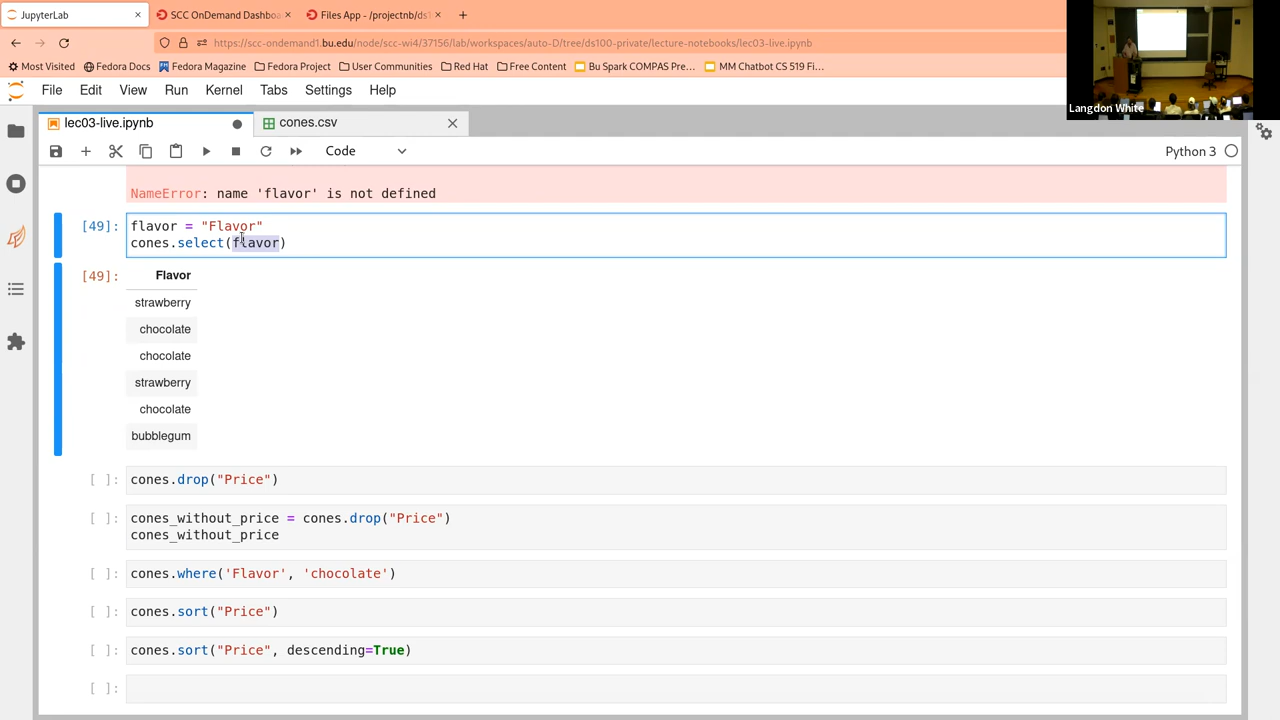 JupyterLab
SCC OnDemand Dashboa
Files App - /projectnb/ds1
https://scc-ondemand1.bu.edu/node/scc-wi4/37156/lab/workspaces/auto-D/tree/ds100-private/lecture-notebooks/lec03-live.ipynb
Most Visited Fedora Docs Fedora Magazine Fedora Project User Communities Red Hat Free Content Bu Spark COMPAS Pre… MM Chatbot CS 519 Fi…
Langdon White
File Edit View Run Kernel Tabs Settings Help
lec03-live.ipynb cones.csv
Code Python 3
NameError: name 'flavor' is not defined
[49]: flavor = "Flavor"
cones.select(flavor)
[49]: Flavor
strawberry
chocolate
chocolate
strawberry
chocolate
bubblegum
[ ]: cones.drop("Price")
[ ]: cones_without_price = cones.drop("Price")
cones_without_price
[ ]: cones.where('Flavor', 'chocolate')
[ ]: cones.sort("Price")
[ ]: cones.sort("Price", descending=True)
[ ]: